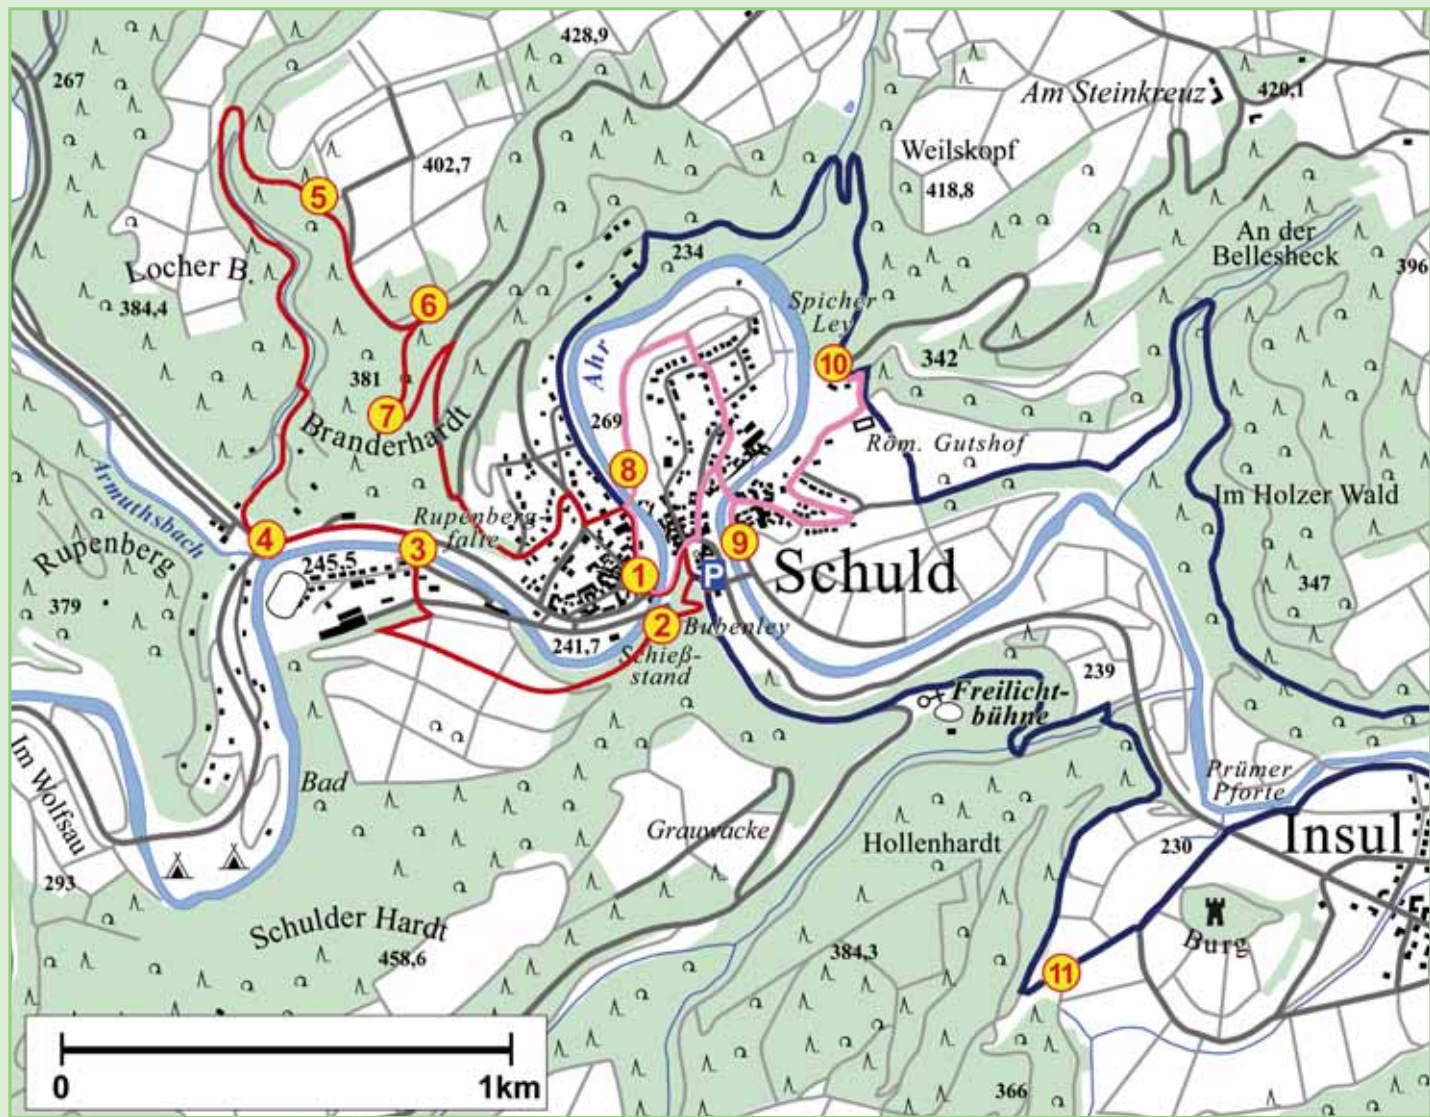 428,9
267
Am Steinkreuz
420,1
402,7
Weilskopf
418,8
5
An der
Bellesheck
396
234
Locher B.
384,4
6
Spicher
Ley
Ahr
10
342
381
7
Branderhardt
269
Röm. Gutshof
8
Armuthsbach
Im Holzer Wald
Rupenberg-
falte
4
3
9
Rupenberg
245,5
1
P
Schuld
347
379
2
Bubenley
241,7
Schieß-
stand
239
Freilicht-
bühne
Im Wolfsau
Bad
Prümer
Pforte
Grauwacke
Hollenhardt
230
Insul
293
Schulder Hardt
458,6
384,3
Burg
11
0
1km
366